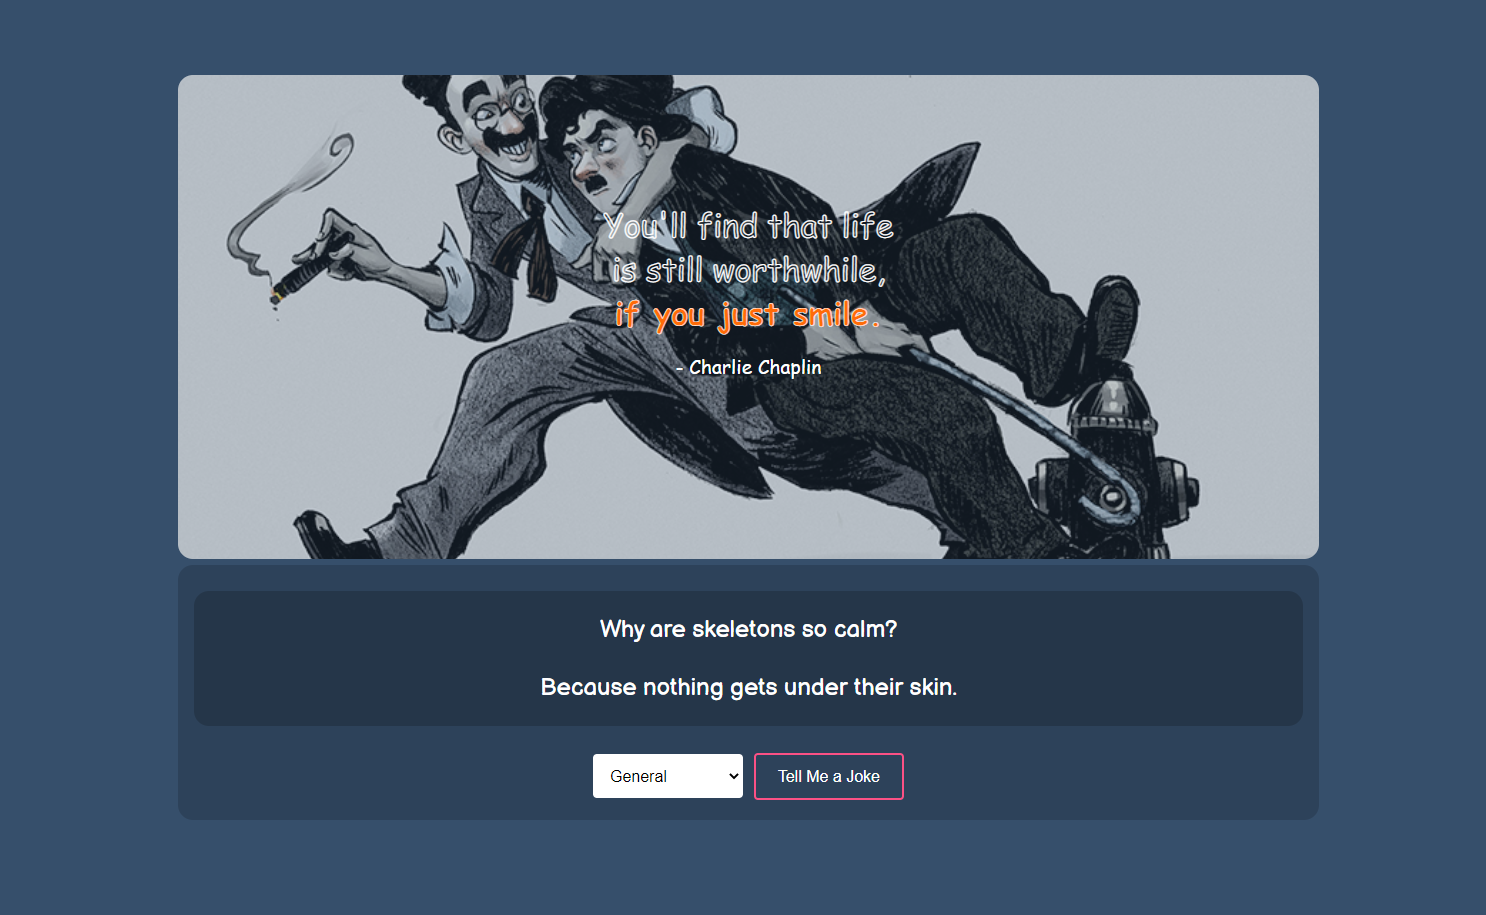 You'll find that life
is still worthwhile,
if you just smile.
- Charlie Chaplin
Why are skeletons so calm?
Because nothing gets under their skin.
General
Tell Me a Joke